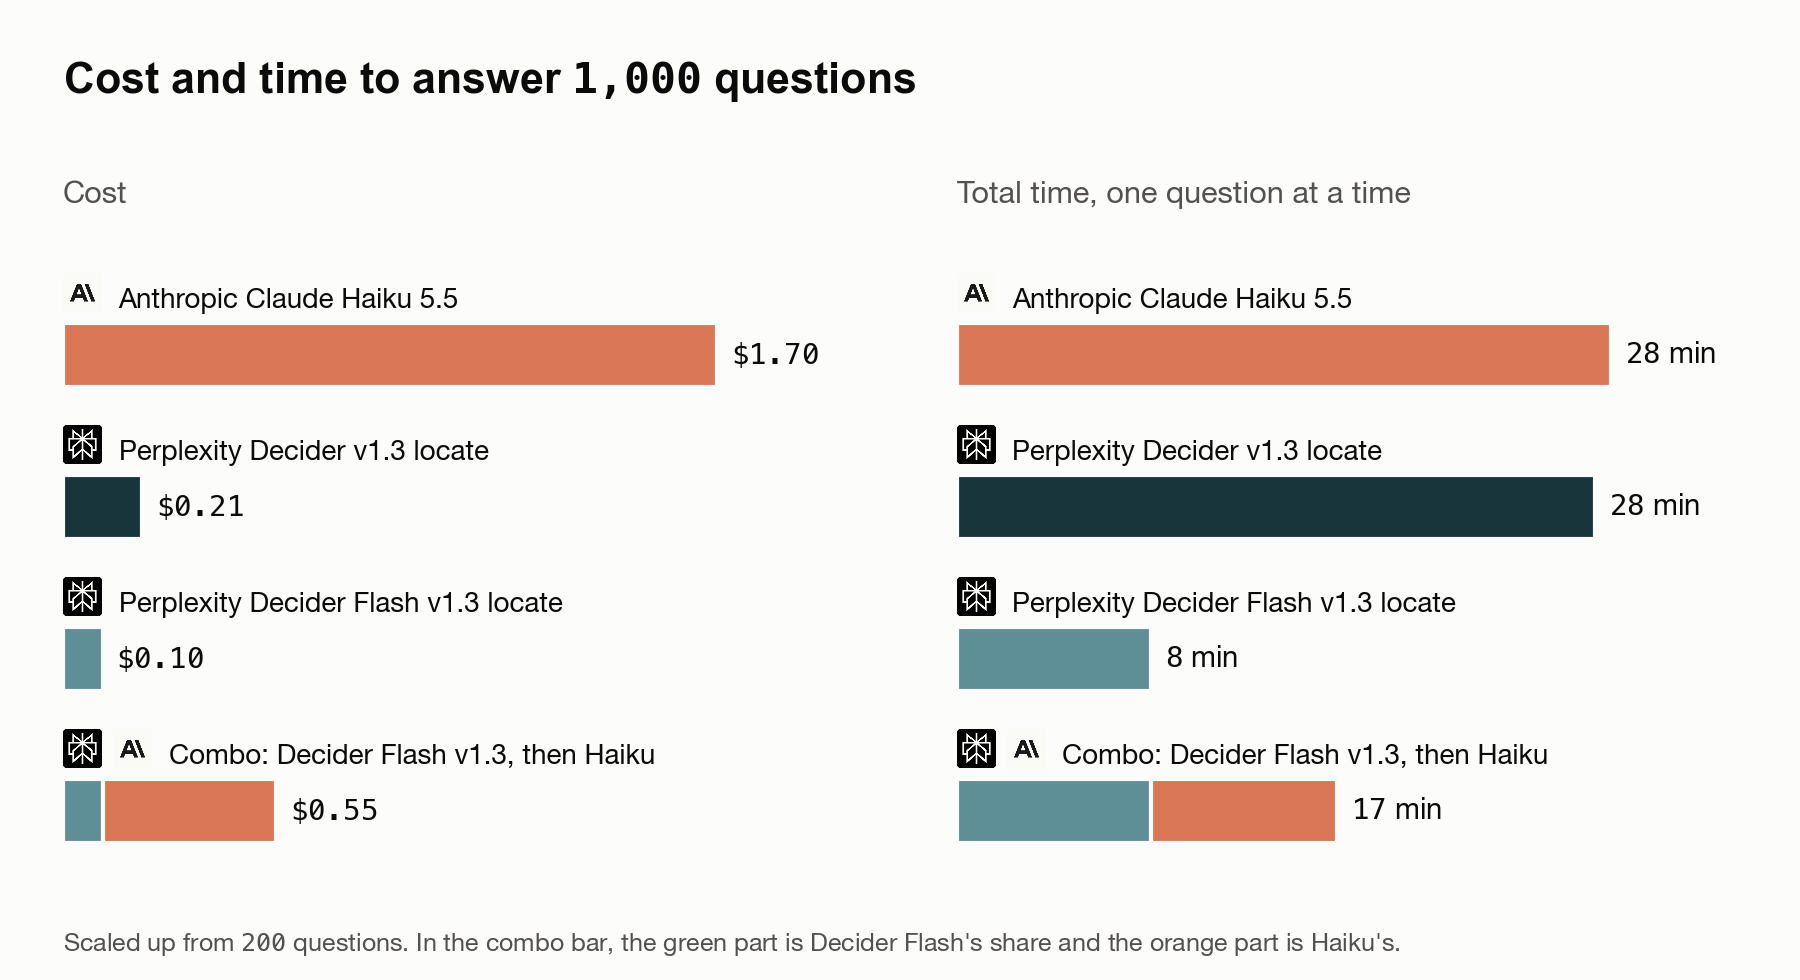 Cost and time to answer 1,000 questions
Cost
Anthropic Claude Haiku 5.5
$1.70
Perplexity Decider v1.3 locate
$0.21
Perplexity Decider Flash v1.3 locate
$0.10
Combo: Decider Flash v1.3, then Haiku
$0.55
Total time, one question at a time
Anthropic Claude Haiku 5.5
28 min
Perplexity Decider v1.3 locate
28 min
Perplexity Decider Flash v1.3 locate
8 min
Combo: Decider Flash v1.3, then Haiku
17 min
Scaled up from 200 questions. In the combo bar, the green part is Decider Flash's share and the orange part is Haiku's.